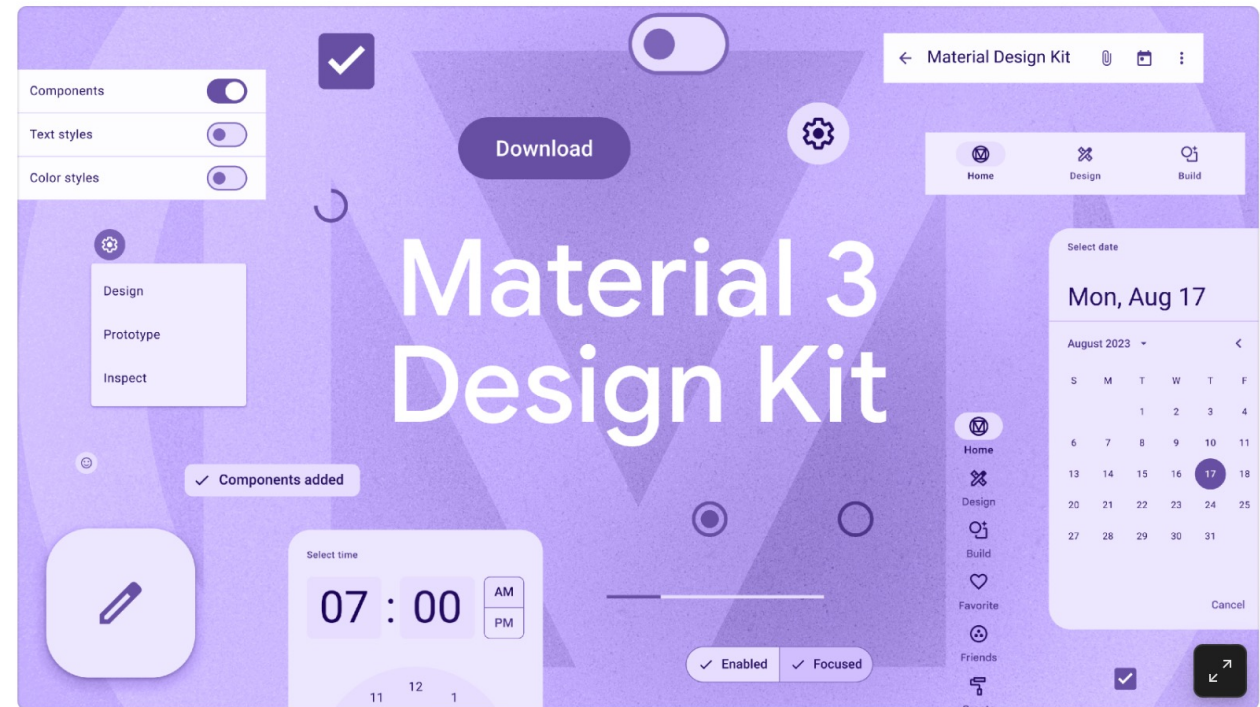 Components
Text styles
Color styles
Download
Material Design Kit
Home Design Build
Material 3
Design Kit
Design
Prototype
Inspect
Components added
Select time
07 : 00
AM
PM
11 12 1
Enabled Focused
Home
Design
Build
Favorite
Friends
Select date
Mon, Aug 17
August 2023
S M T W T F
1 2 3 4
6 7 8 9 10 11
13 14 15 16 17 18
20 21 22 23 24 25
27 28 29 30 31
Cancel